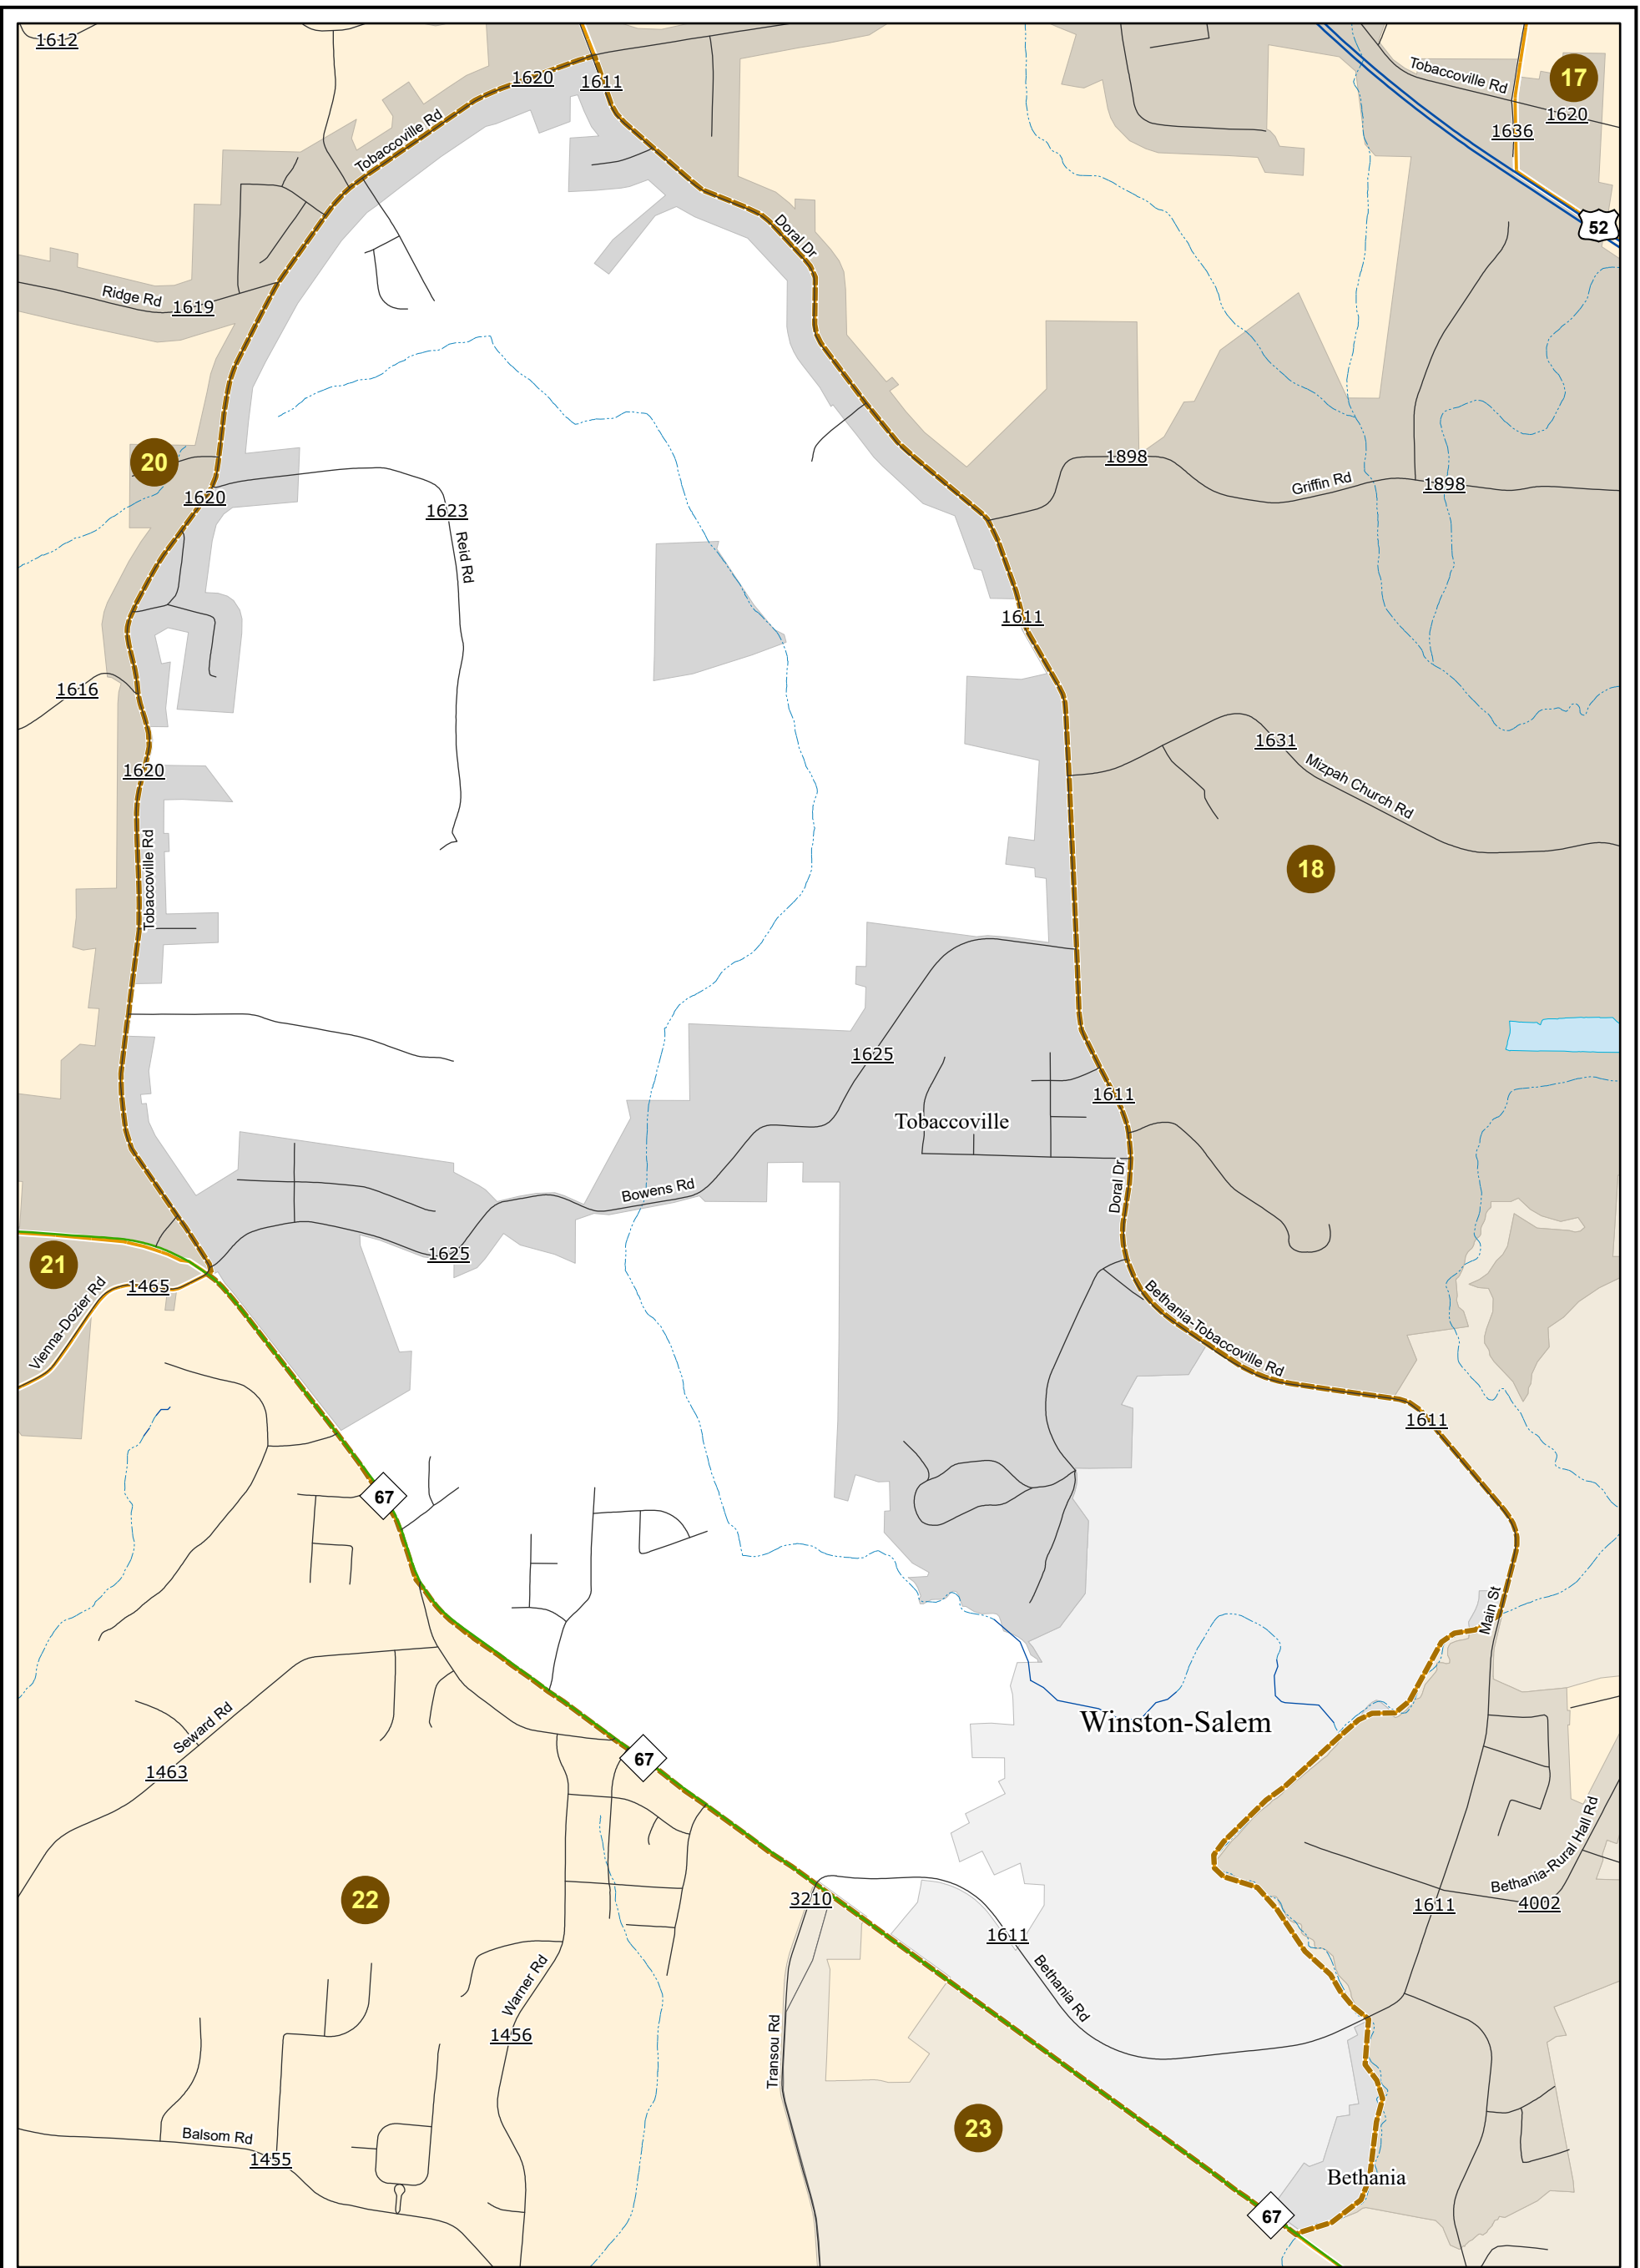 1612
1620
1611
Tobaccoville Rd
17
1620
1636
Tobaccoville Rd
52
Doral Dr
Ridge Rd
1619
20
1620
1898
Griffin Rd
1898
1623
Reid Rd
1611
1616
1631
1620
Mizpah Church Rd
Tobaccoville Rd
18
1625
1611
Tobaccoville
Doral Dr
Bowens Rd
1625
21
1465
Vienna-Dozier Rd
Bethania-Tobaccoville Rd
1611
67
Main St
Winston-Salem
Seward Rd
67
1463
Bethania-Rural Hall Rd
22
3210
1611
4002
1611
Bethania Rd
Warner Rd
1456
Transou Rd
23
Balsom Rd
1455
Bethania
67